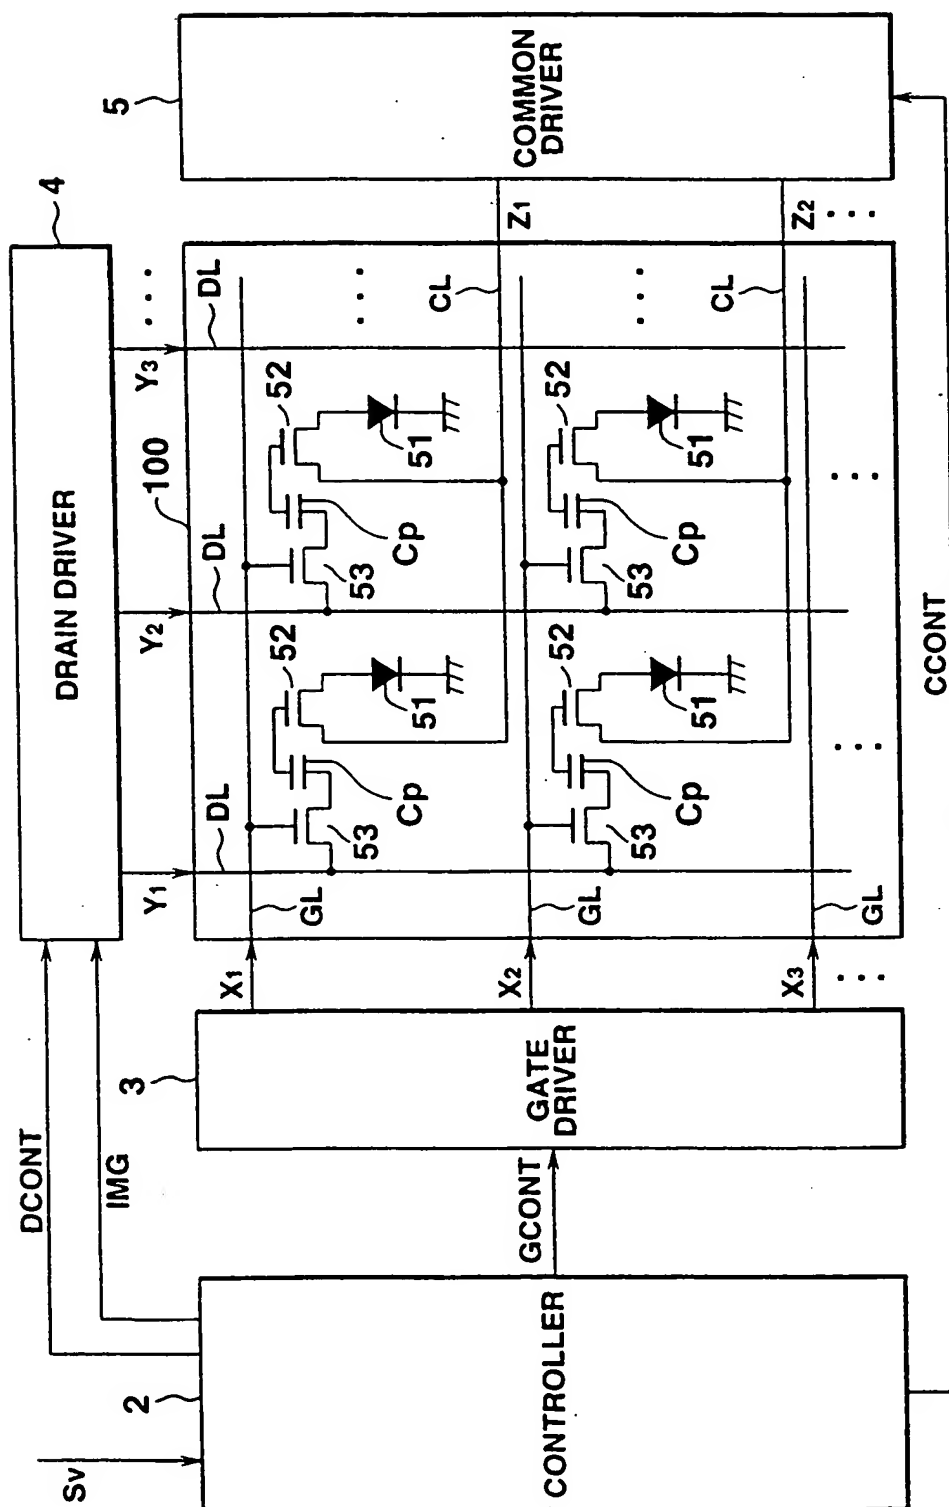 Sv
2
CONTROLLER
DCONT
IMG
GCONT
CCONT
3
GATE
DRIVER
X1
X2
X3
4
DRAIN DRIVER
Y1
Y2
Y3
100
DL
DL
DL
GL
GL
GL
53
Cp
52
51
53
Cp
52
51
53
Cp
52
51
53
Cp
52
51
CL
CL
Z1
Z2
5
COMMON
DRIVER